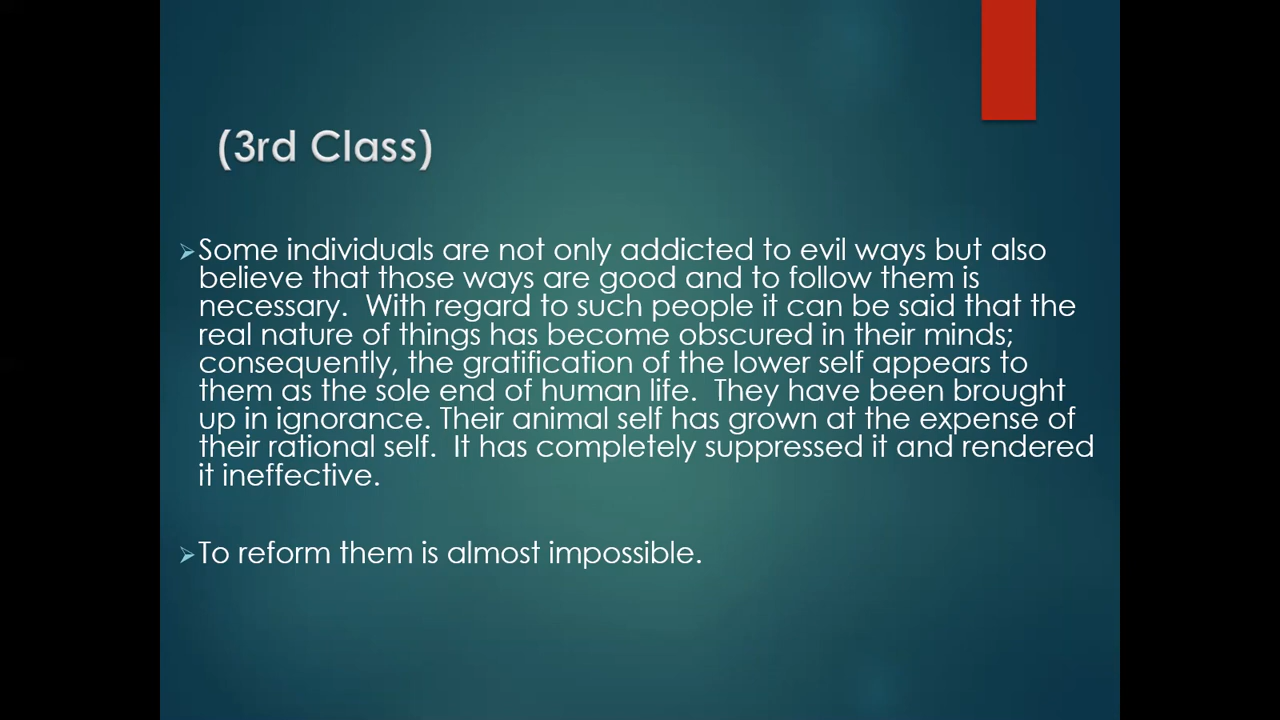 (3rd Class)
Some individuals are not only addicted to evil ways but also
believe that those ways are good and to follow them is
necessary.  With regard to such people it can be said that the
real nature of things has become obscured in their minds;
consequently, the gratification of the lower self appears to
them as the sole end of human life.  They have been brought
up in ignorance. Their animal self has grown at the expense of
their rational self.  It has completely suppressed it and rendered
it ineffective.
To reform them is almost impossible.